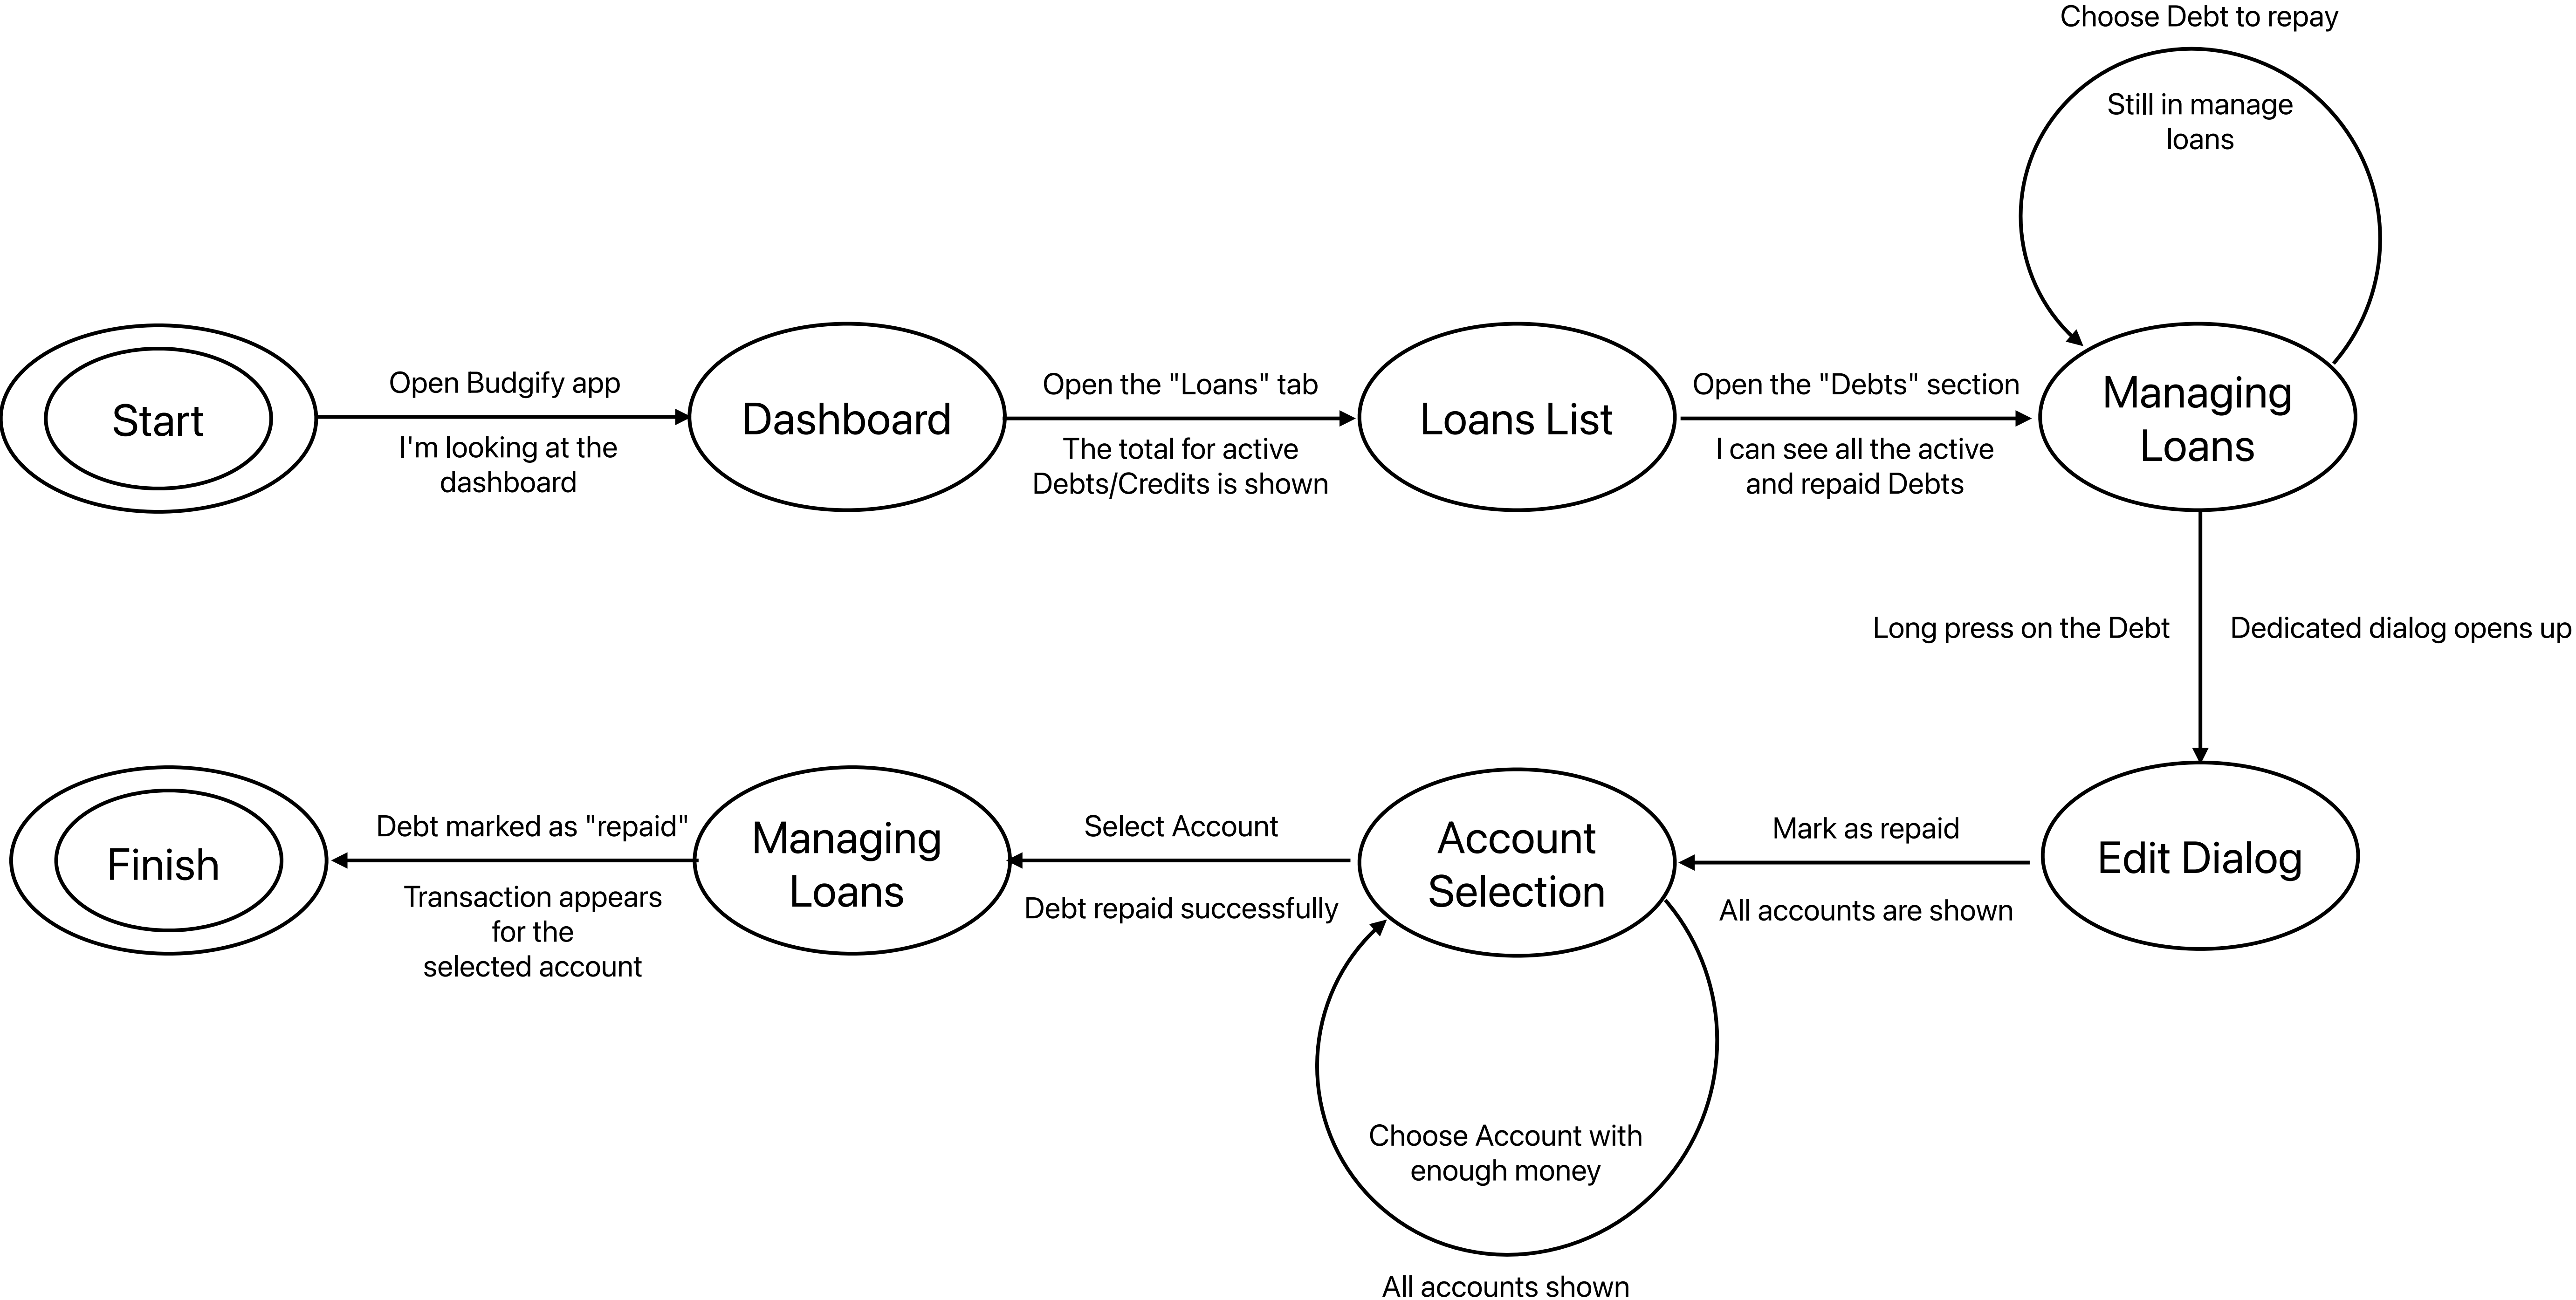 Choose Debt to repay
Still in manage
loans
Start
Open Budgify app
I'm looking at the
dashboard
Dashboard
Open the "Loans" tab
The total for active
Debts/Credits is shown
Loans List
Open the "Debts" section
I can see all the active
and repaid Debts
Managing
Loans
Long press on the Debt
Dedicated dialog opens up
Edit Dialog
Mark as repaid
All accounts are shown
Account
Selection
Choose Account with
enough money
All accounts shown
Select Account
Debt repaid successfully
Managing
Loans
Debt marked as "repaid"
Transaction appears
for the
selected account
Finish